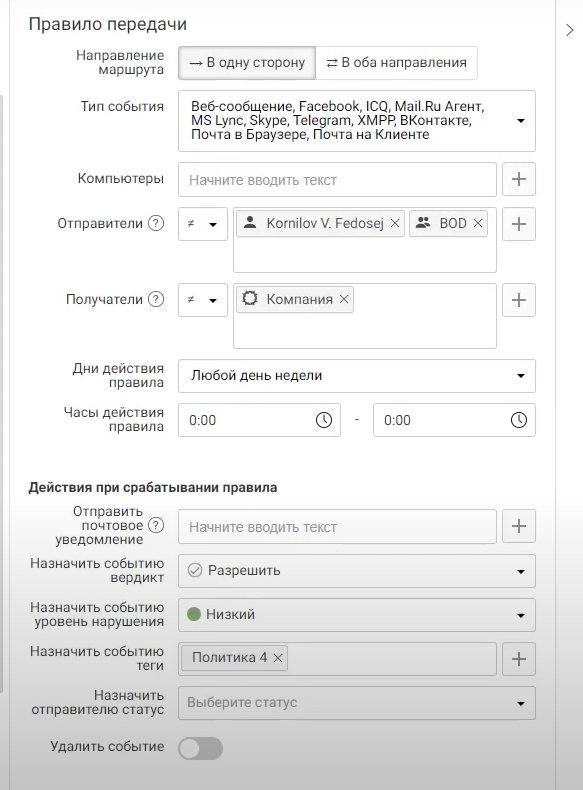 Правило передачи
Направление
маршрута
→ В одну сторону
⇄ В оба направления
Тип события
Веб-сообщение, Facebook, ICQ, Mail.Ru Агент,
MS Lync, Skype, Telegram, XMPP, ВКонтакте,
Почта в Браузере, Почта на Клиенте
Компьютеры
Начните вводить текст
Отправители ?
≠
Kornilov V. Fedosej ×
BOD ×
Получатели ?
≠
Компания ×
Дни действия
правила
Любой день недели
Часы действия
правила
0:00 - 0:00
Действия при срабатывании правила
Отправить
почтовое ?
уведомление
Начните вводить текст
Назначить событию
вердикт
Разрешить
Назначить событию
уровень нарушения
Низкий
Назначить событию
теги
Политика 4 ×
Назначить
отправителю статус
Выберите статус
Удалить событие